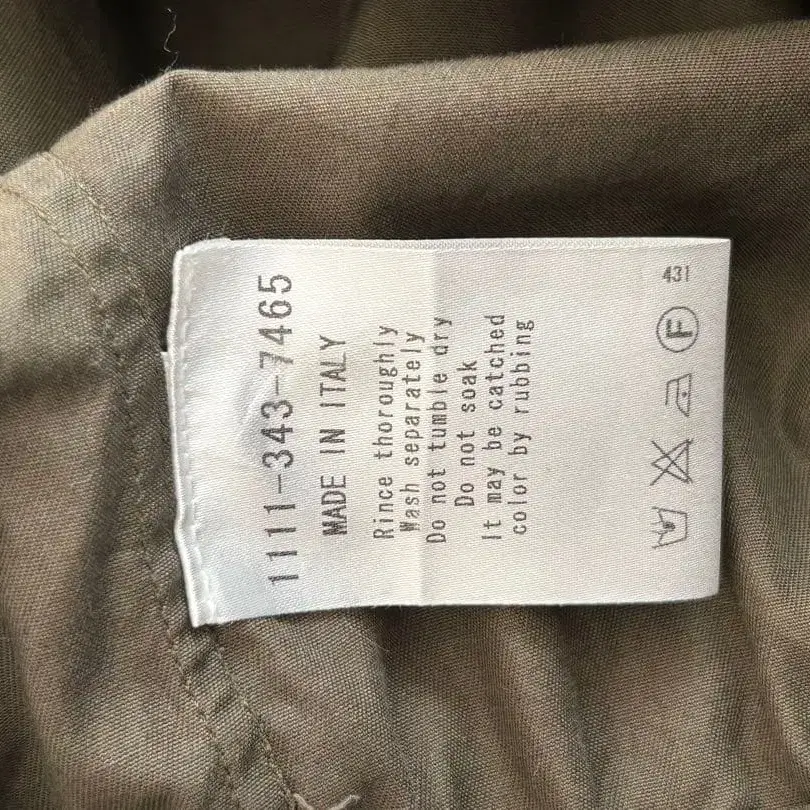 1111-343-7465
MADE IN ITALY
Rince thoroughly
Wash separately
Do not tumble dry
Do not soak
It may be catched
color by rubbing
F 431